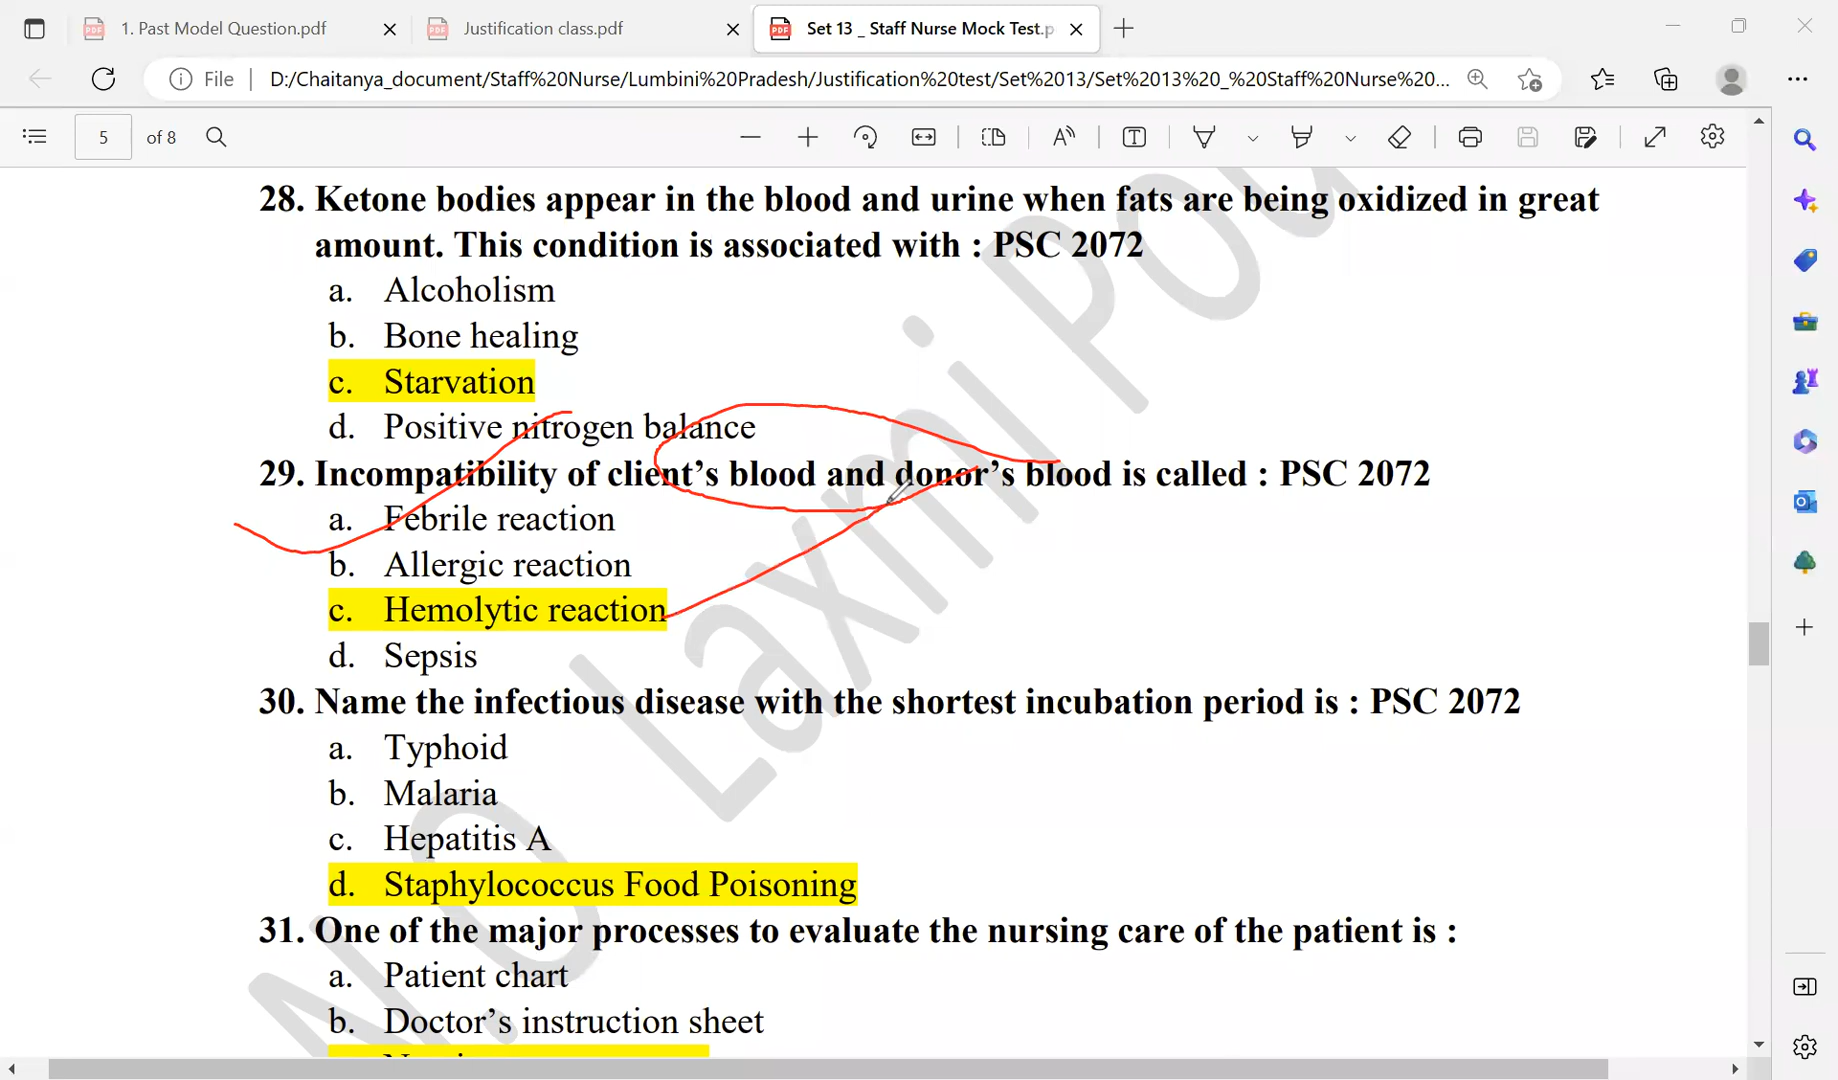 1. Past Model Question.pdf
Justification class.pdf
Set 13 _ Staff Nurse Mock Test.p
File
D:/Chaitanya_document/Staff%20Nurse/Lumbini%20Pradesh/Justification%20test/Set%2013/Set%2013%20_%20Staff%20Nurse%20...
5 of 8
28. Ketone bodies appear in the blood and urine when fats are being oxidized in great
amount. This condition is associated with : PSC 2072
a. Alcoholism
b. Bone healing
c. Starvation
d. Positive nitrogen balance
29. Incompatibility of client’s blood and donor’s blood is called : PSC 2072
a. Febrile reaction
b. Allergic reaction
c. Hemolytic reaction
d. Sepsis
30. Name the infectious disease with the shortest incubation period is : PSC 2072
a. Typhoid
b. Malaria
c. Hepatitis A
d. Staphylococcus Food Poisoning
31. One of the major processes to evaluate the nursing care of the patient is :
a. Patient chart
b. Doctor’s instruction sheet
Laxmi